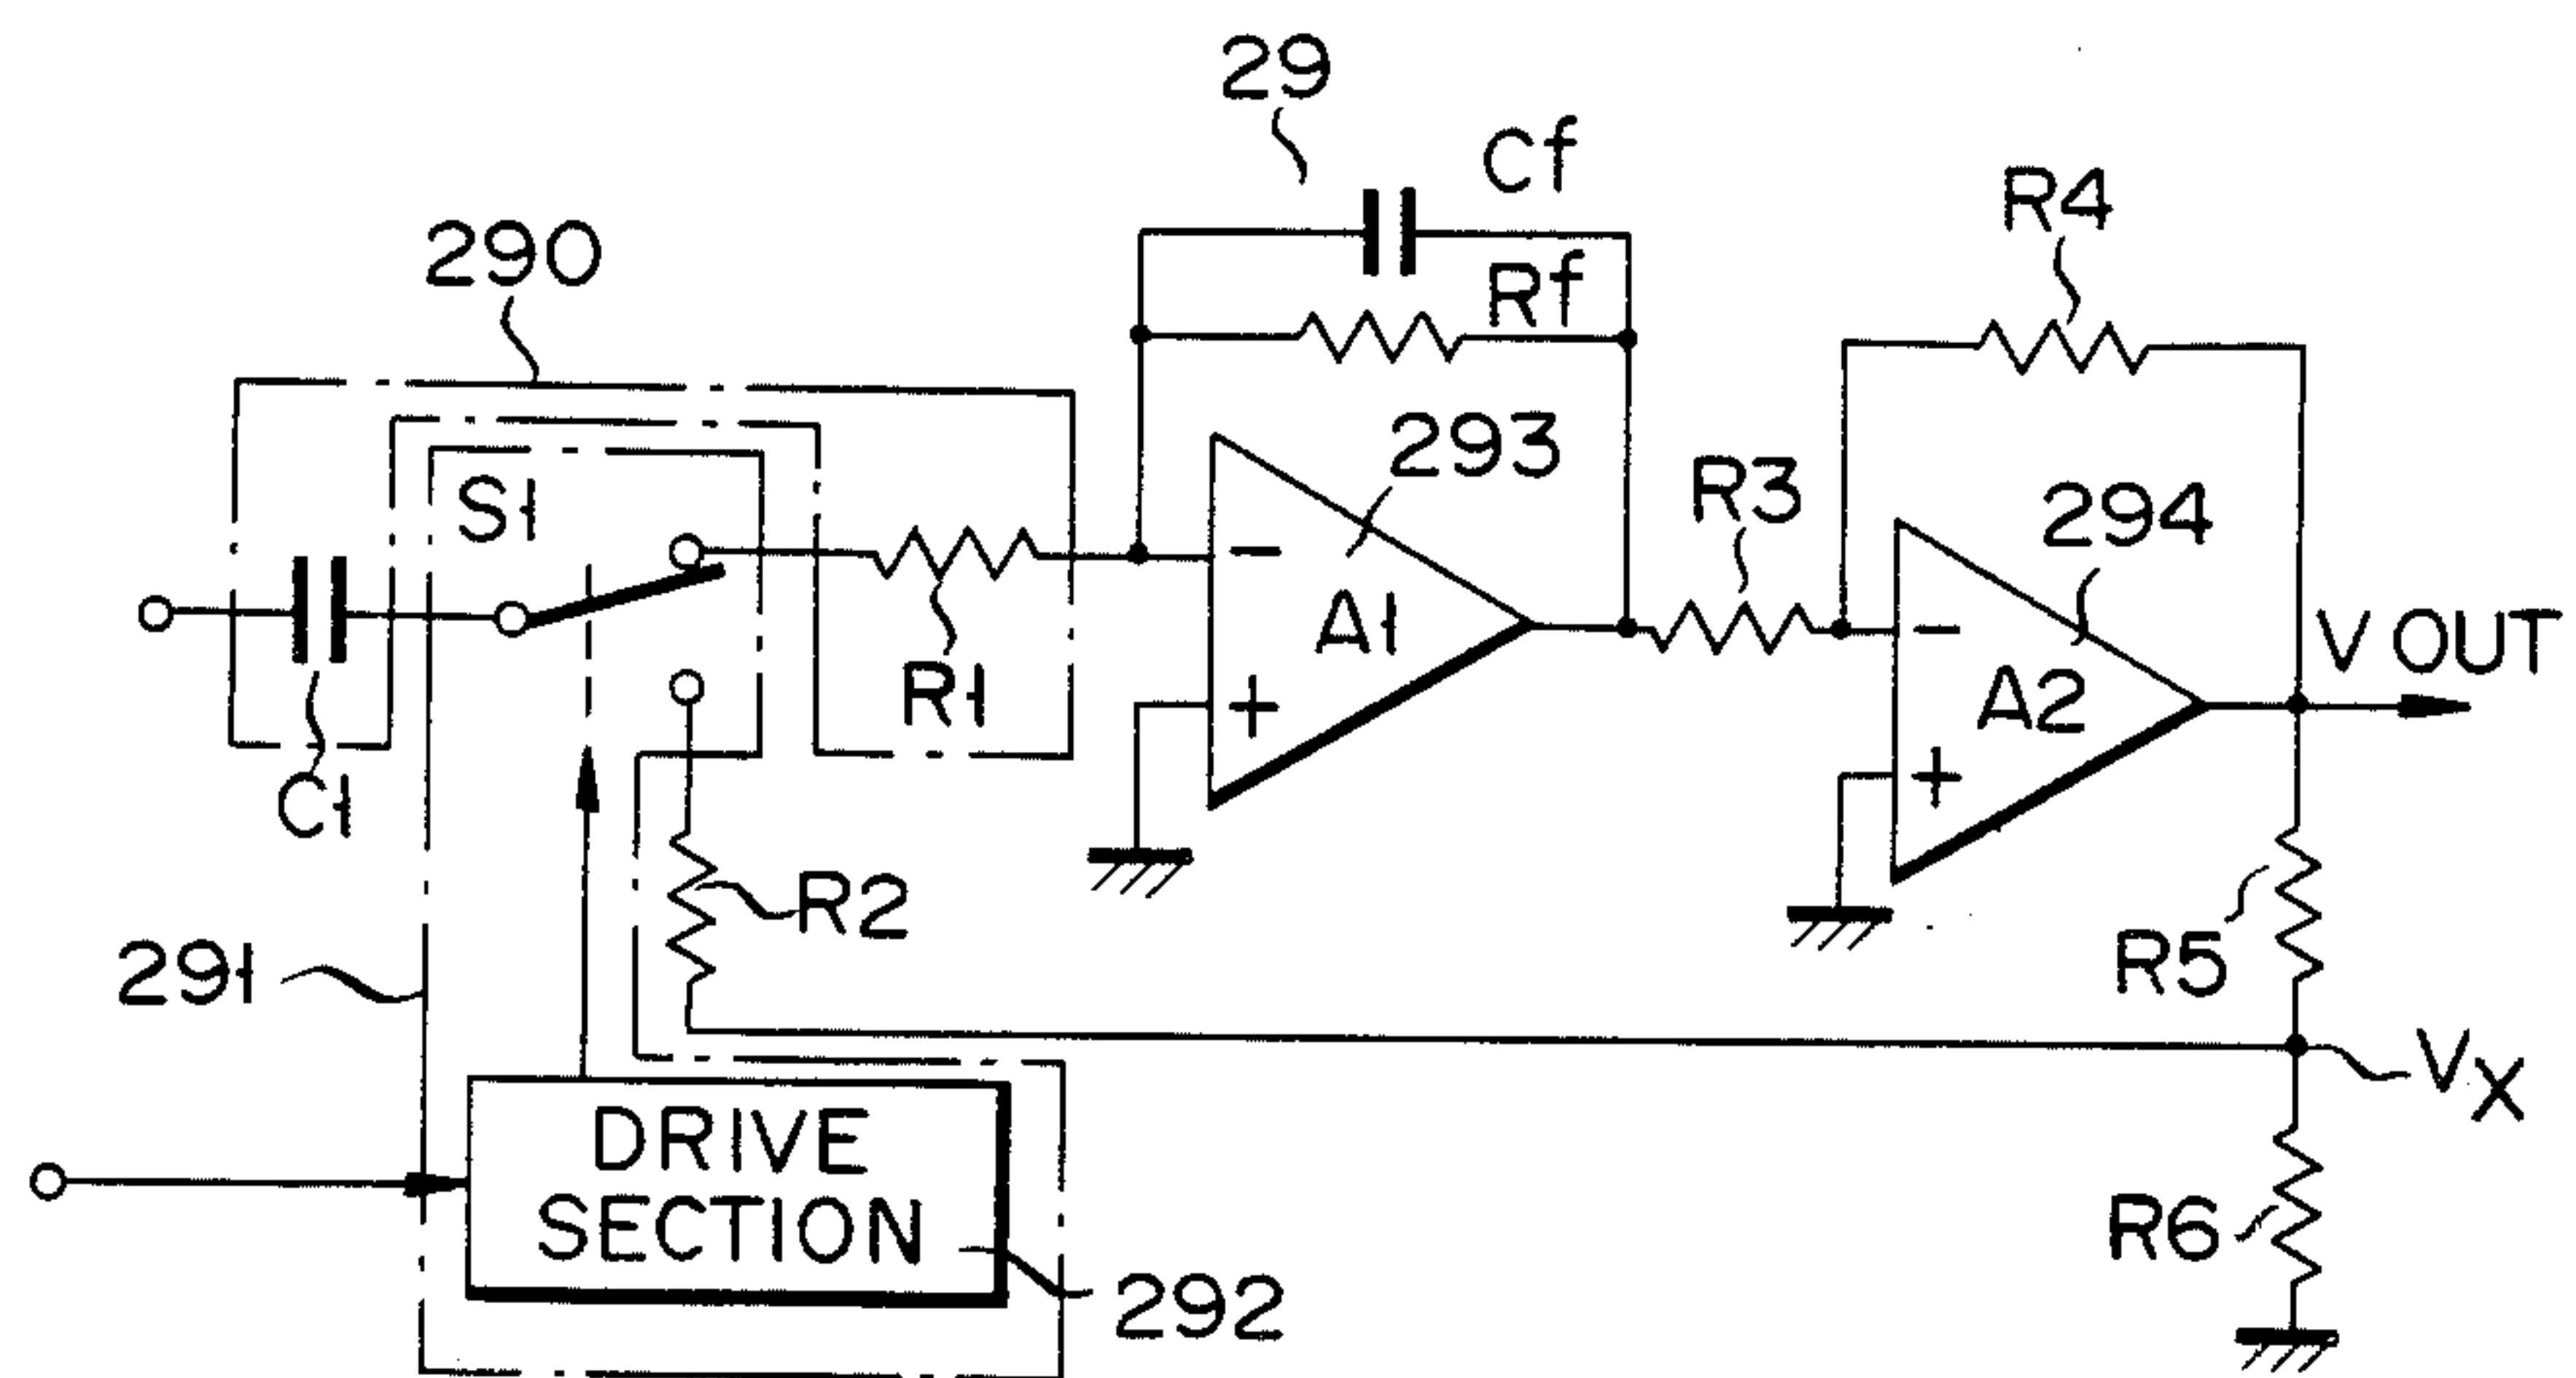 29
Cf
R4
290
Rf
293
R3
294
S1
A1
V OUT
R1
A2
C1
R2
R5
291
VX
DRIVE
SECTION
R6
292